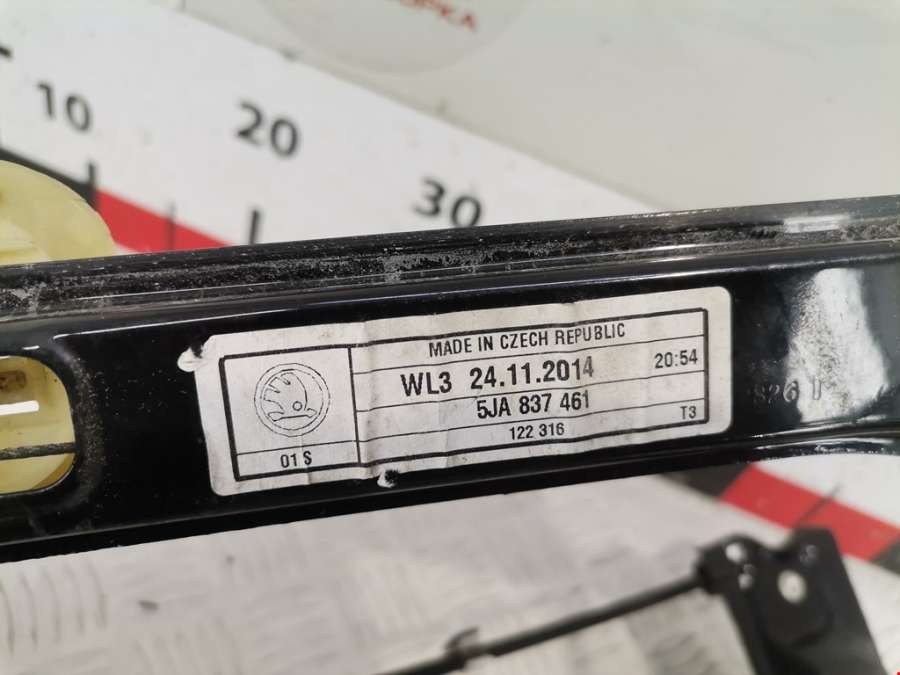 10
20
30
MADE IN CZECH REPUBLIC
WL3 24.11.2014 20:54
5JA 837 461
122 316 T3
01 S